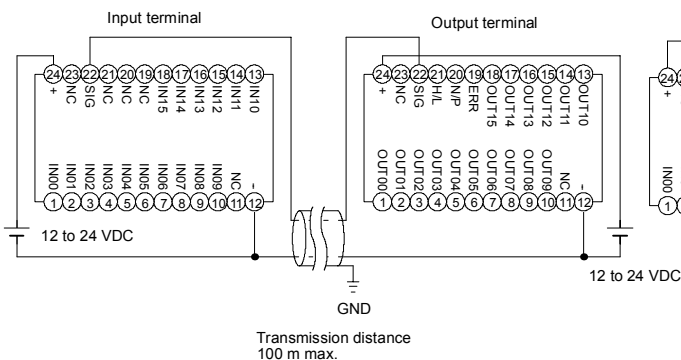 Input terminal
Output terminal
24 23 22 21 20 19 18 17 16 15 14 13
+ NC SIG NC NC NC IN15 IN14 IN13 IN12 IN11 IN10
IN00 IN01 IN02 IN03 IN04 IN05 IN06 IN07 IN08 IN09 NC -
1 2 3 4 5 6 7 8 9 10 11 12
24 23 22 21 20 19 18 17 16 15 14 13
+ NC SIG H/L N/P ERR OUT15 OUT14 OUT13 OUT12 OUT11 OUT10
OUT00 OUT01 OUT02 OUT03 OUT04 OUT05 OUT06 OUT07 OUT08 OUT09 NC -
1 2 3 4 5 6 7 8 9 10 11 12
24
+
IN00
1
12 to 24 VDC
12 to 24 VDC
GND
Transmission distance
100 m max.